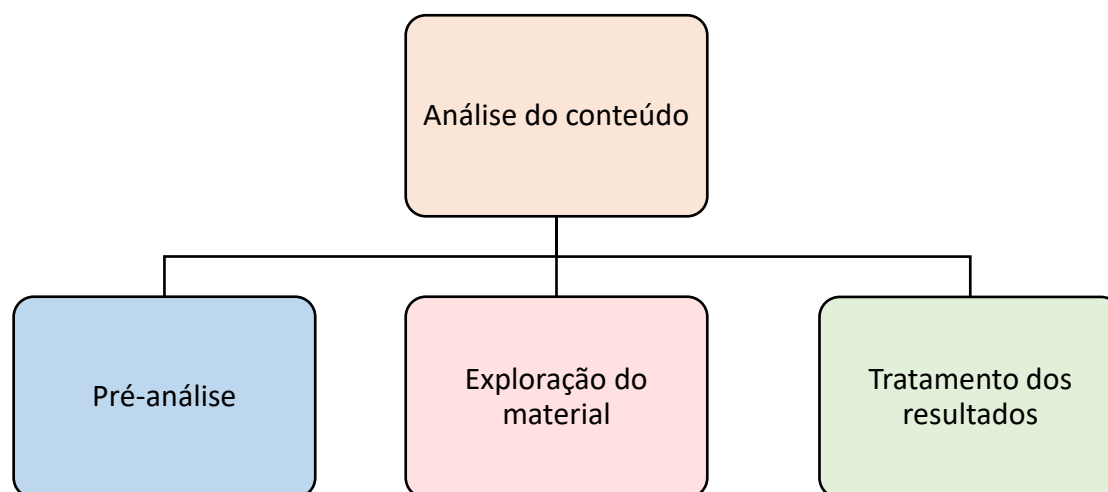 Análise do conteúdo
Pré-análise
Exploração do
material
Tratamento dos
resultados